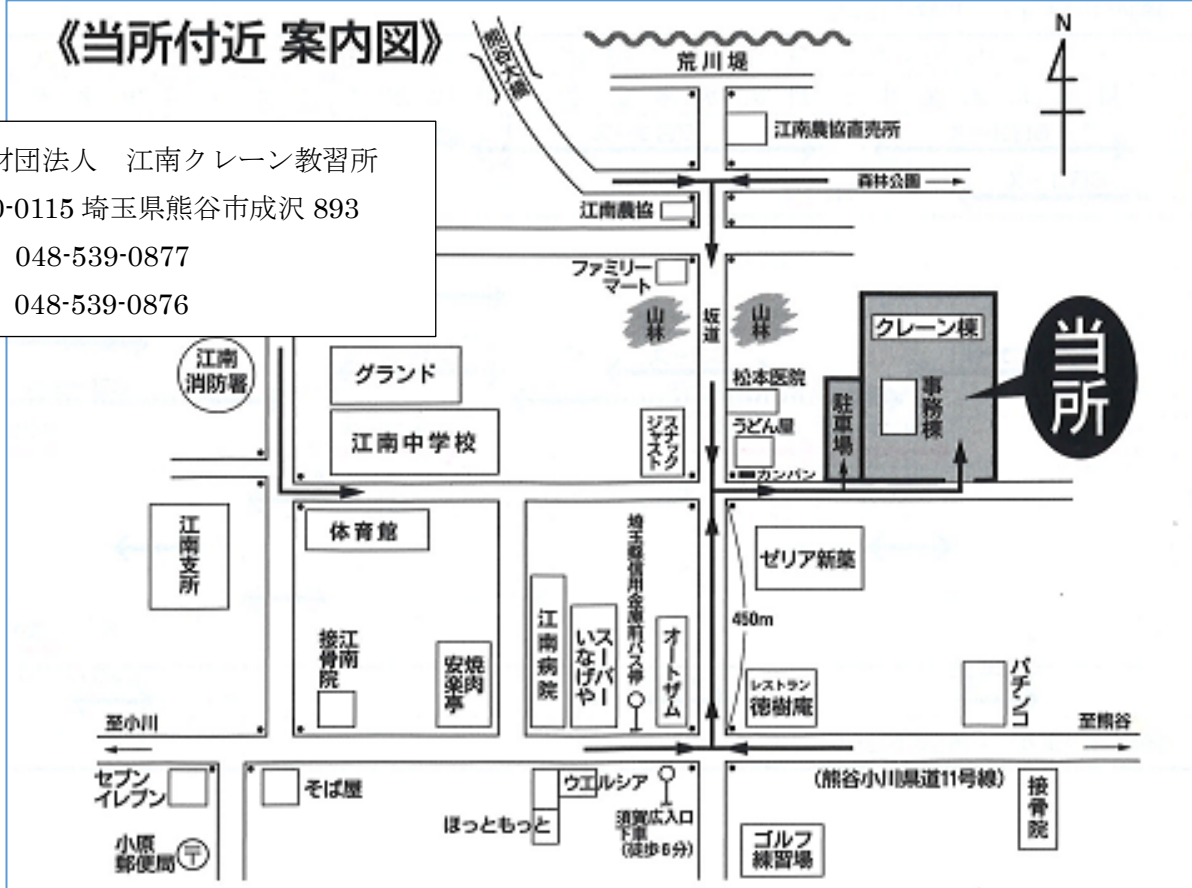 《当所付近 案内図》
N
荒川堤
江南農協直売所
森林公園
財団法人 江南クレーン教習所
0-0115 埼玉県熊谷市成沢 893
048-539-0877
048-539-0876
江南農協
ファミリー
マート
山林
坂道
山林
クレーン棟
事務棟
駐車場
当所
江南
消防署
グランド
江南中学校
松本医院
うどん屋
スナック
ジャスト
カンバン
江南支所
体育館
埼玉縣信用金庫前バス停
ゼリア新薬
450m
江南病院
スーパー
いなげや
オートザム
江南
接骨院
焼肉
安楽亭
レストラン
徳樹庵
パチンコ
至小川
至熊谷
セブン
イレブン
そば屋
ウエルシア
ほっともっと
須賀広入口
下車
(徒歩6分)
(熊谷小川県道11号線)
接骨院
小原
郵便局
〒
ゴルフ
練習場